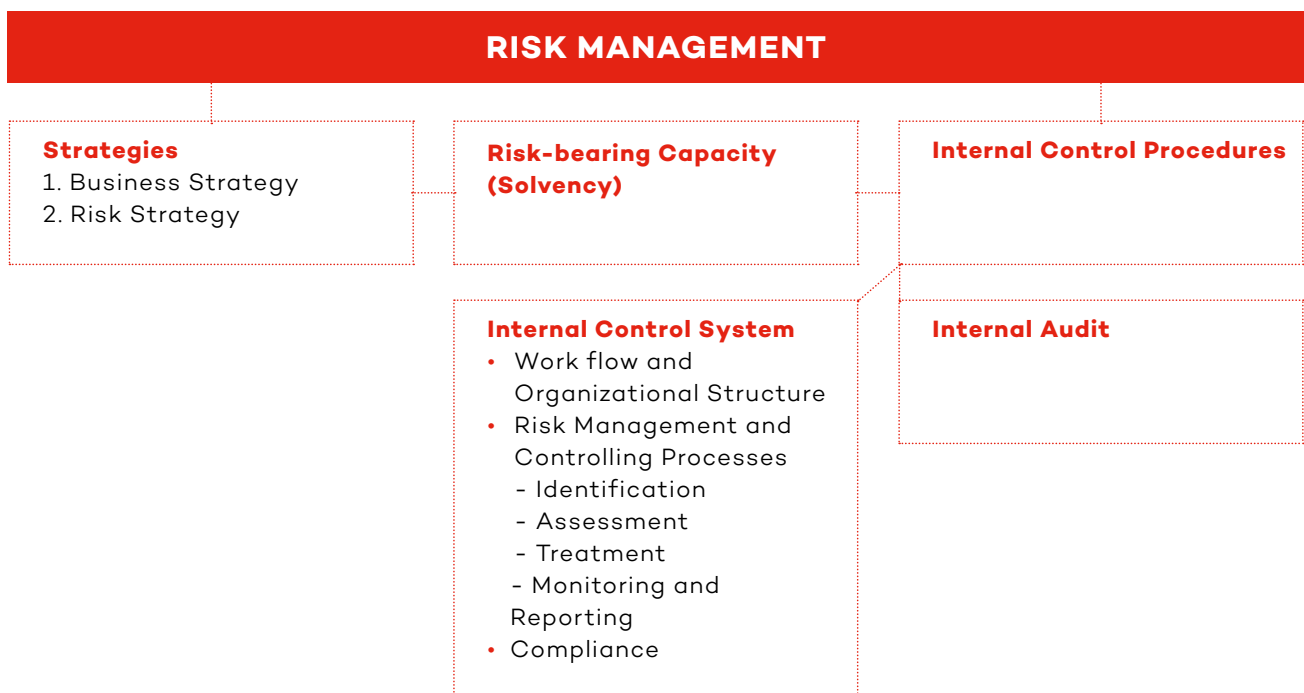 RISK MANAGEMENT
Strategies
1. Business Strategy
2. Risk Strategy
Risk-bearing Capacity
(Solvency)
Internal Control Procedures
Internal Control System
• Work flow and
Organizational Structure
• Risk Management and
Controlling Processes
- Identification
- Assessment
- Treatment
- Monitoring and
Reporting
• Compliance
Internal Audit